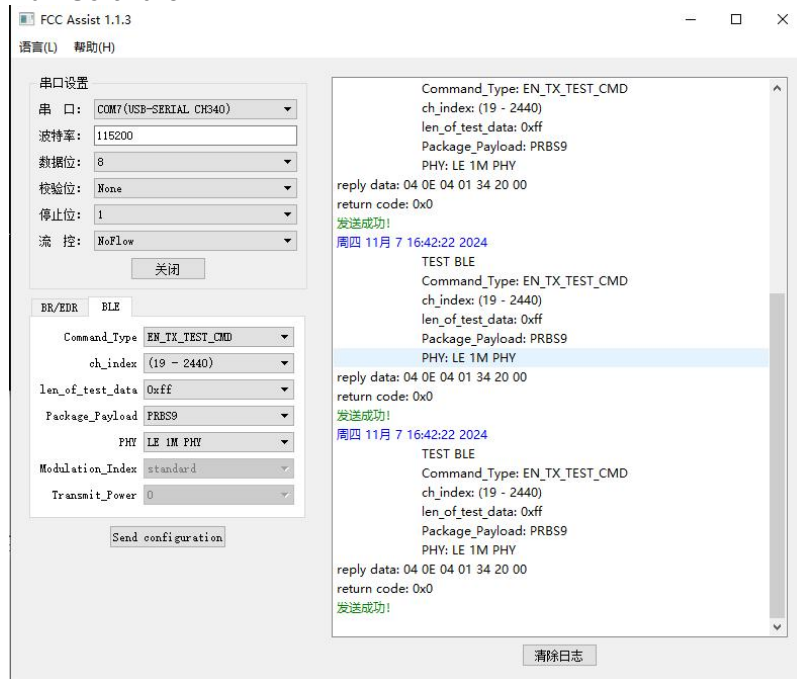 FCC Assist 1.1.3
语言(L) 帮助(H)
串口设置
串 口: COM7(USB-SERIAL CH340)
波特率: 115200
数据位: 8
校验位: None
停止位: 1
流 控: NoFlow
关闭
BR/EDR BLE
Command_Type EN_TX_TEST_CMD
ch_index (19 - 2440)
len_of_test_data 0xff
Package_Payload PRBS9
PHY LE 1M PHY
Modulation_Index standard
Transmit_Power 0
Send configuration
Command_Type: EN_TX_TEST_CMD
ch_index: (19 - 2440)
len_of_test_data: 0xff
Package_Payload: PRBS9
PHY: LE 1M PHY
reply data: 04 0E 04 01 34 20 00
return code: 0x0
发送成功!
周四 11月 7 16:42:22 2024
TEST BLE
Command_Type: EN_TX_TEST_CMD
ch_index: (19 - 2440)
len_of_test_data: 0xff
Package_Payload: PRBS9
PHY: LE 1M PHY
reply data: 04 0E 04 01 34 20 00
return code: 0x0
发送成功!
周四 11月 7 16:42:22 2024
TEST BLE
Command_Type: EN_TX_TEST_CMD
ch_index: (19 - 2440)
len_of_test_data: 0xff
Package_Payload: PRBS9
PHY: LE 1M PHY
reply data: 04 0E 04 01 34 20 00
return code: 0x0
发送成功!
清除日志